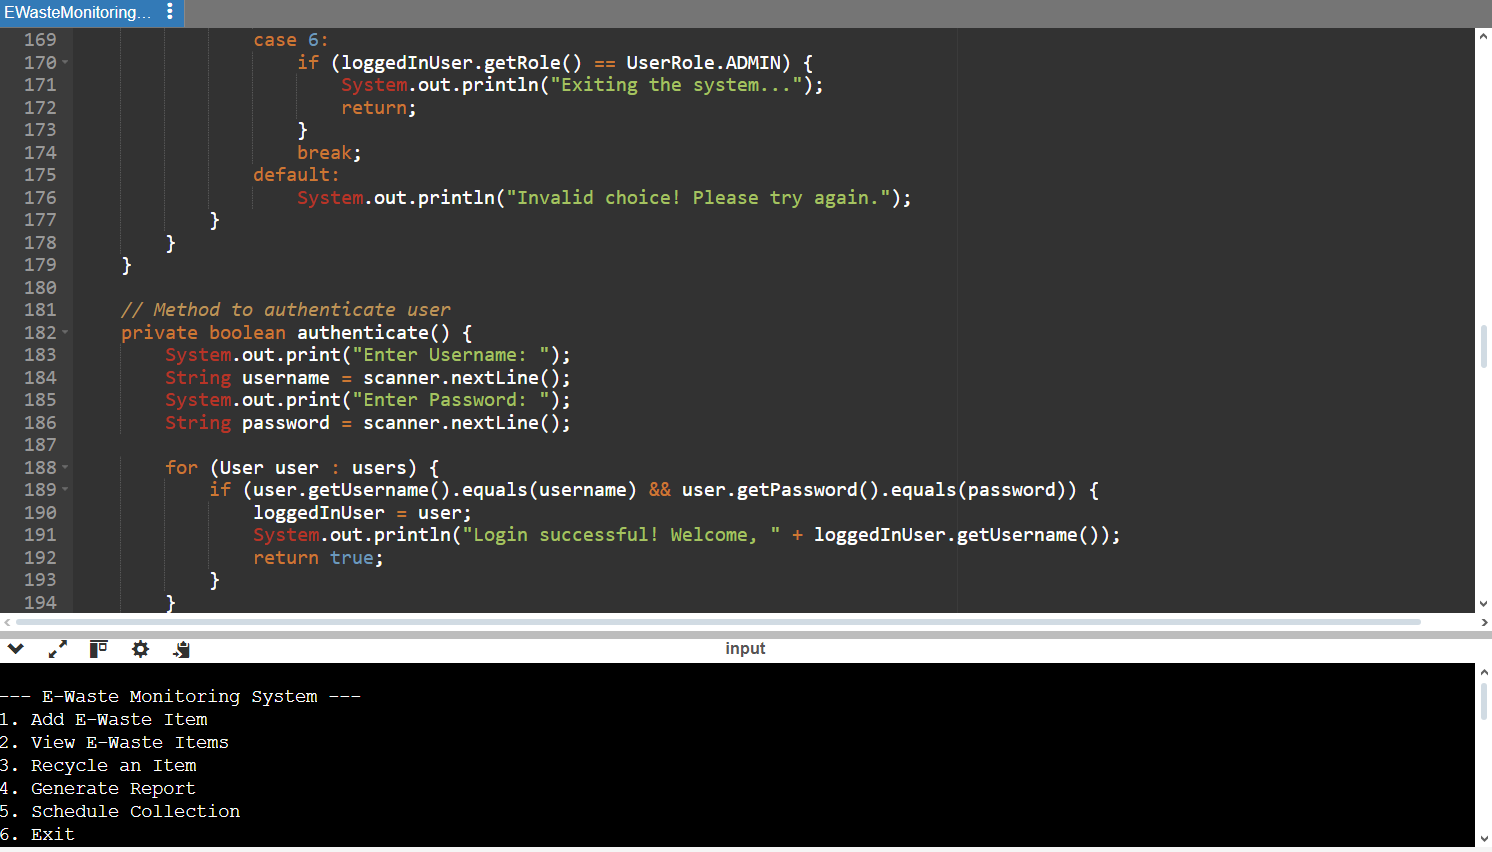 EWasteMonitoring...
169                 case 6:
170                     if (loggedInUser.getRole() == UserRole.ADMIN) {
171                         System.out.println("Exiting the system...");
172                         return;
173                     }
174                     break;
175                 default:
176                     System.out.println("Invalid choice! Please try again.");
177             }
178         }
179     }
180
181     // Method to authenticate user
182     private boolean authenticate() {
183         System.out.print("Enter Username: ");
184         String username = scanner.nextLine();
185         System.out.print("Enter Password: ");
186         String password = scanner.nextLine();
187
188         for (User user : users) {
189             if (user.getUsername().equals(username) && user.getPassword().equals(password)) {
190                 loggedInUser = user;
191                 System.out.println("Login successful! Welcome, " + loggedInUser.getUsername());
192                 return true;
193             }
194         }
input
--- E-Waste Monitoring System ---
1. Add E-Waste Item
2. View E-Waste Items
3. Recycle an Item
4. Generate Report
5. Schedule Collection
6. Exit